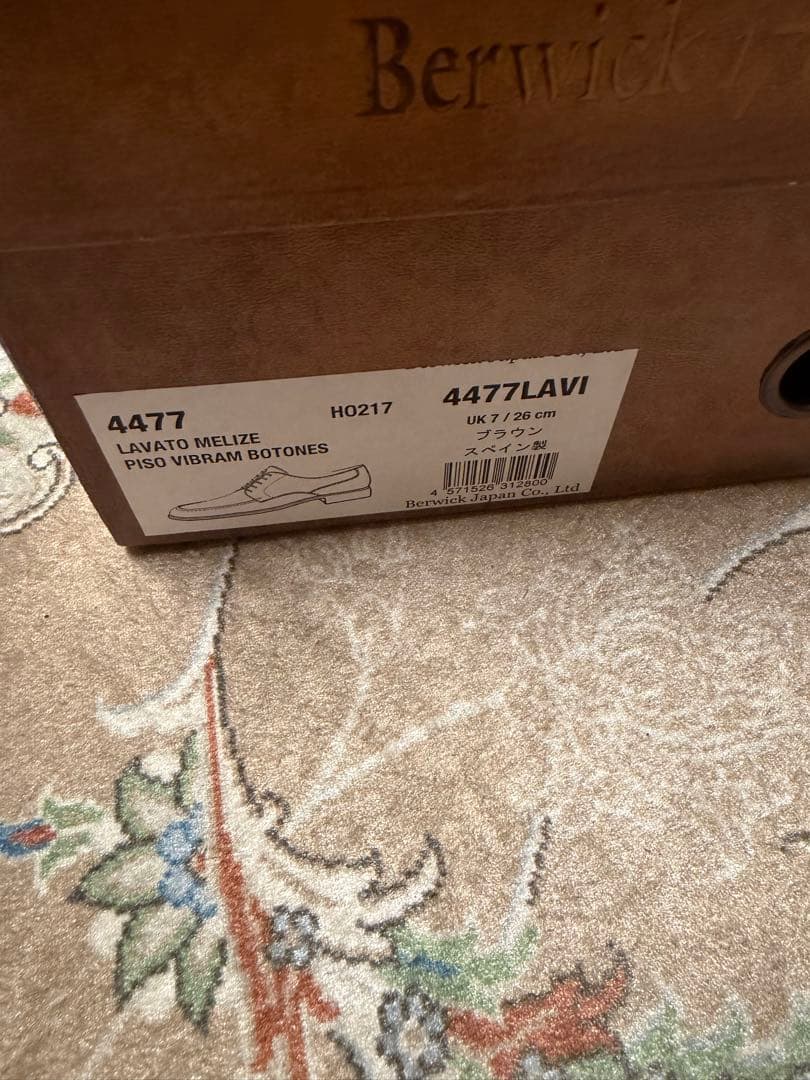 Berwick
4477
LAVATO MELIZE
PISO VIBRAM BOTONES
HO217
4477LAVI
UK 7 / 26 cm
ブラウン
スペイン製
4 571526 312800
Berwick Japan Co., Ltd